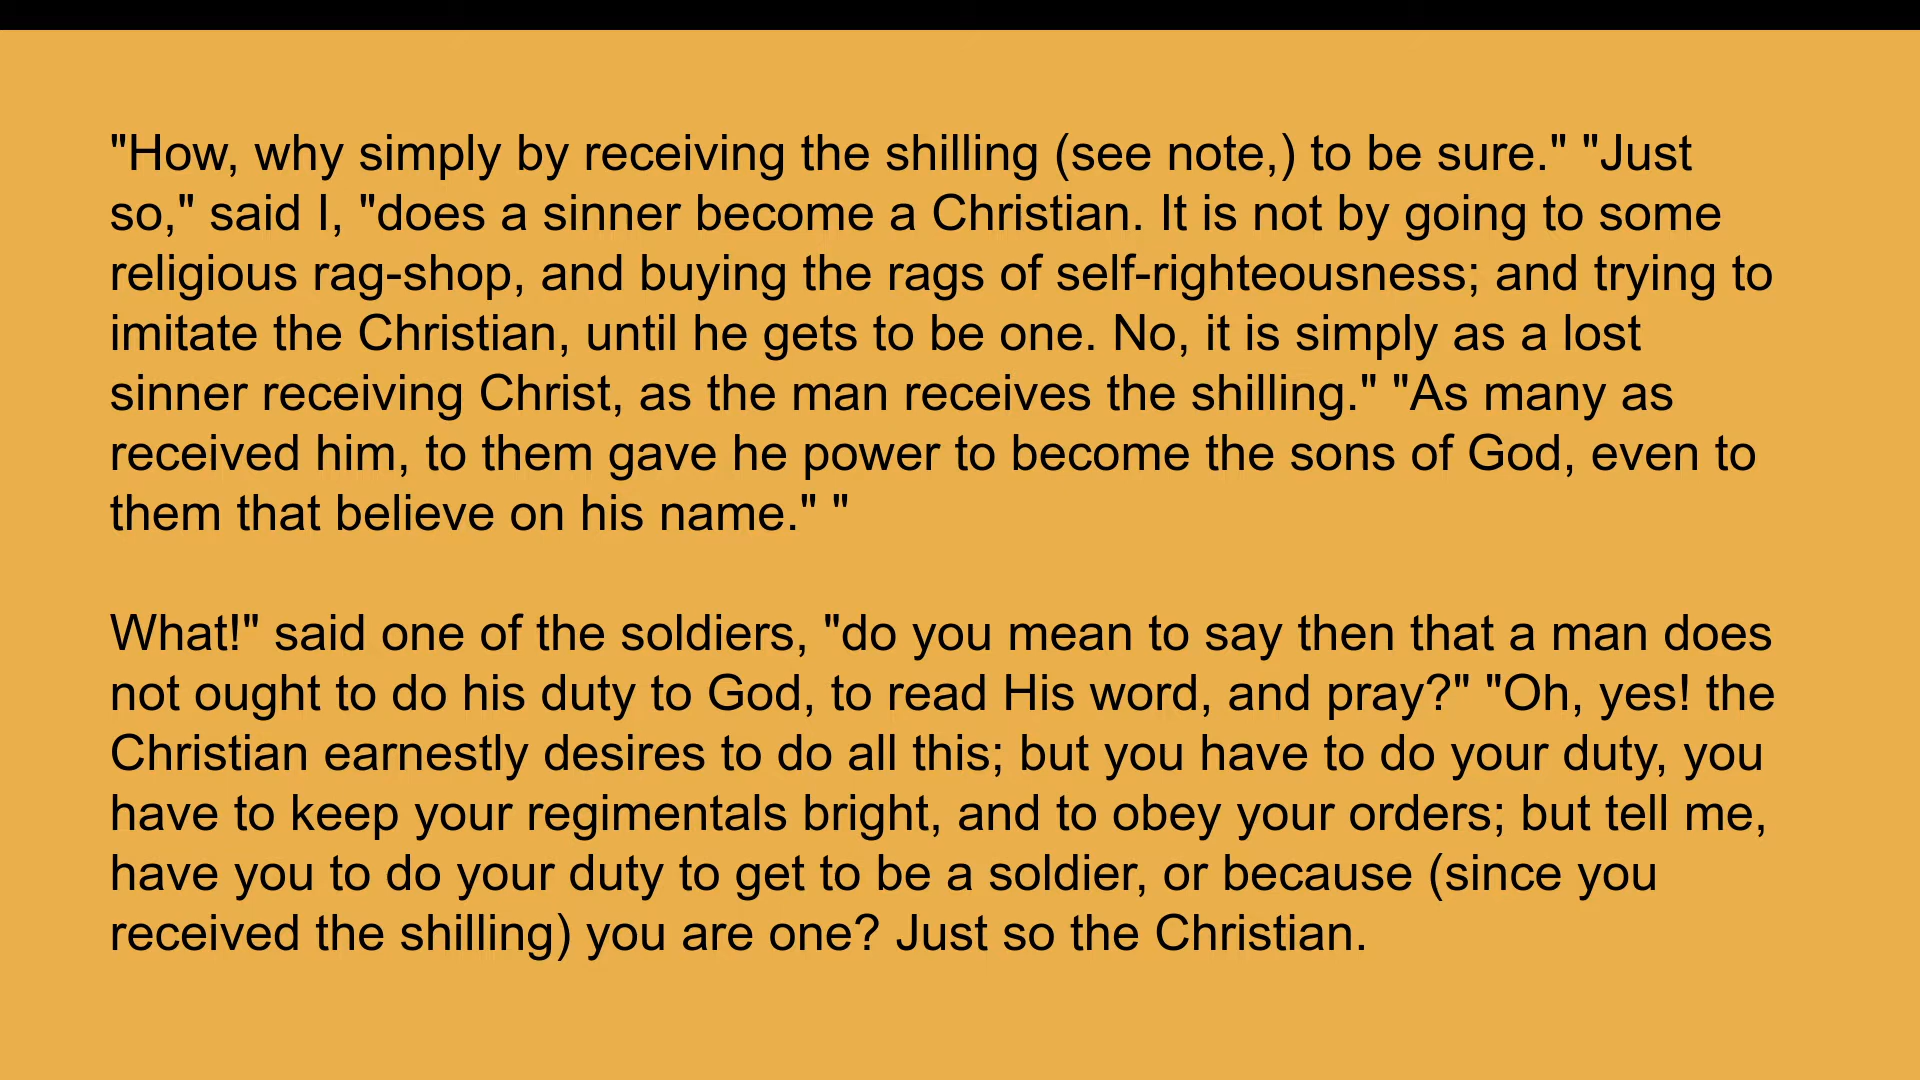 "How, why simply by receiving the shilling (see note,) to be sure." "Just
so," said I, "does a sinner become a Christian. It is not by going to some
religious rag-shop, and buying the rags of self-righteousness; and trying to
imitate the Christian, until he gets to be one. No, it is simply as a lost
sinner receiving Christ, as the man receives the shilling." "As many as
received him, to them gave he power to become the sons of God, even to
them that believe on his name." "
What!" said one of the soldiers, "do you mean to say then that a man does
not ought to do his duty to God, to read His word, and pray?" "Oh, yes! the
Christian earnestly desires to do all this; but you have to do your duty, you
have to keep your regimentals bright, and to obey your orders; but tell me,
have you to do your duty to get to be a soldier, or because (since you
received the shilling) you are one? Just so the Christian.